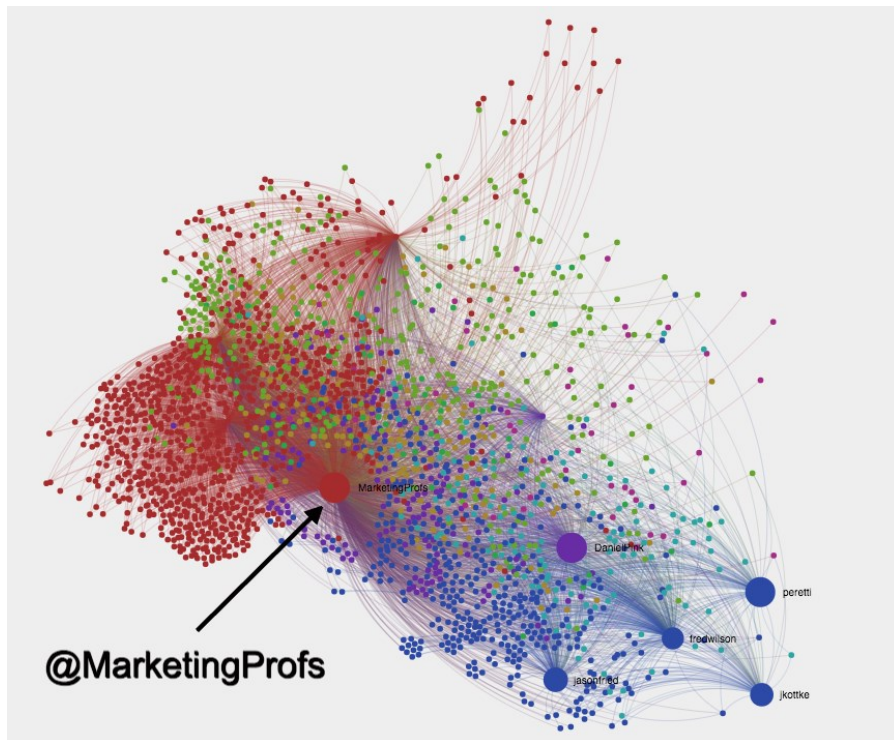 MarketingProfs
DanielPink
peretti
fredwilson
@MarketingProfs
jasonfried
jkottke